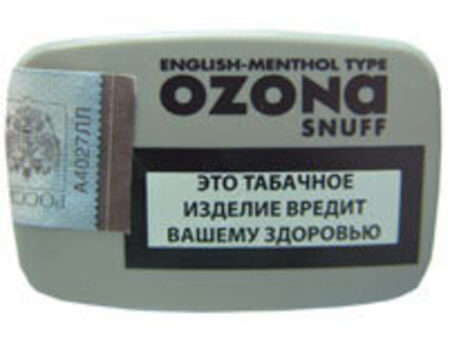 ENGLISH-MENTHOL TYPE
OZONA
SNUFF
ЭТО ТАБАЧНОЕ
ИЗДЕЛИЕ ВРЕДИТ
ВАШЕМУ ЗДОРОВЬЮ
А4027ЛЛ